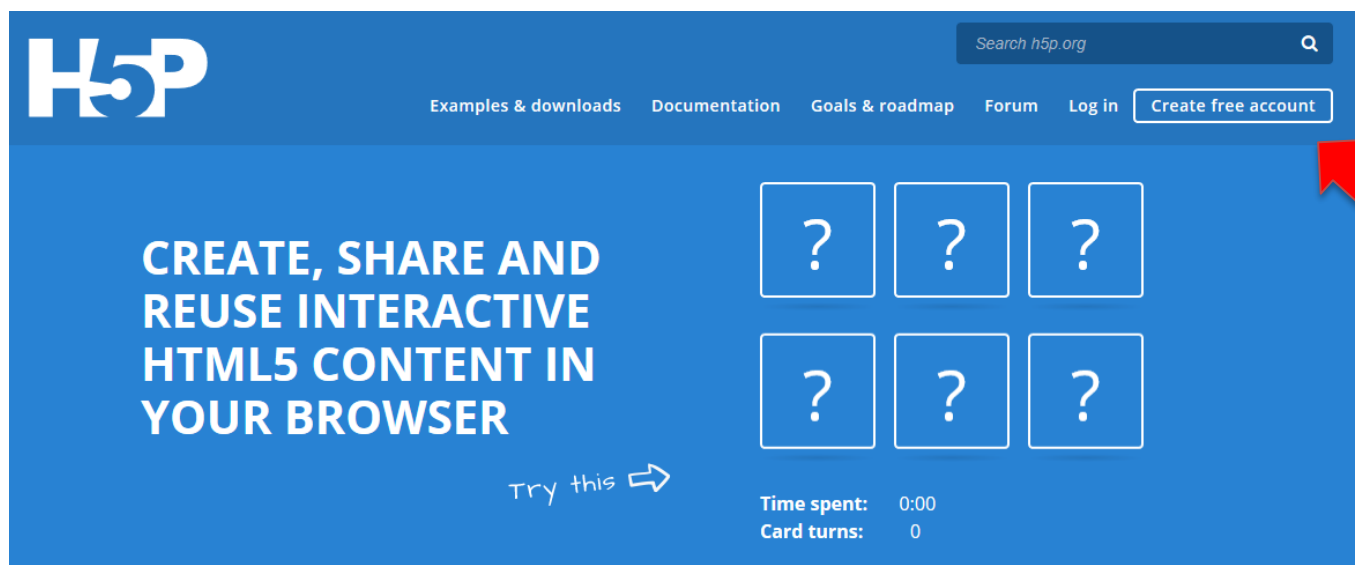 H5P
Search h5p.org
Examples & downloads Documentation Goals & roadmap Forum Log in Create free account
CREATE, SHARE AND
REUSE INTERACTIVE
HTML5 CONTENT IN
YOUR BROWSER
Try this
? ? ?
? ? ?
Time spent: 0:00
Card turns: 0